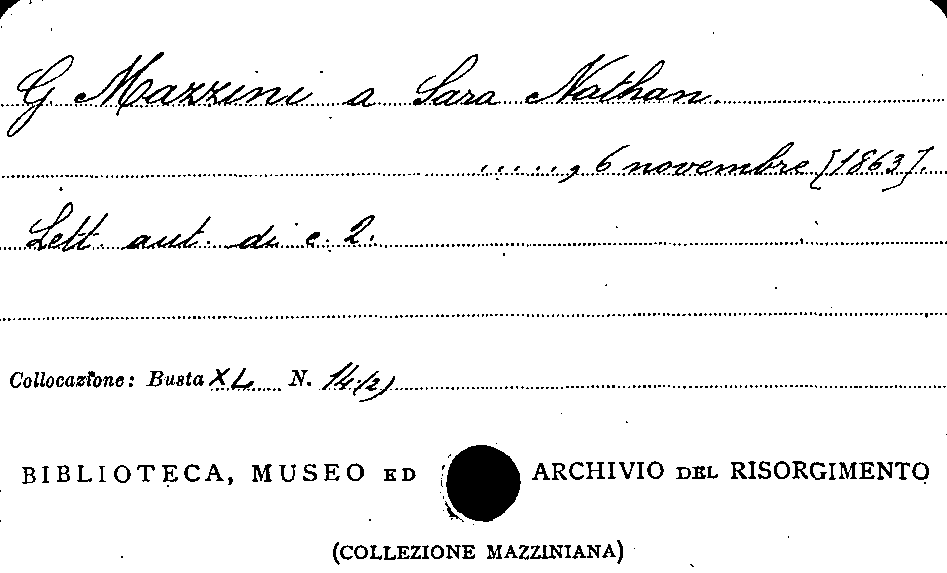 G. Mazzini a Sara Nathan.
....., 6 novembre [1863].
Lett. aut. di c. 2.
Collocazione: Busta XL N. 14(2)
BIBLIOTECA, MUSEO ED ARCHIVIO DEL RISORGIMENTO
(COLLEZIONE MAZZINIANA)